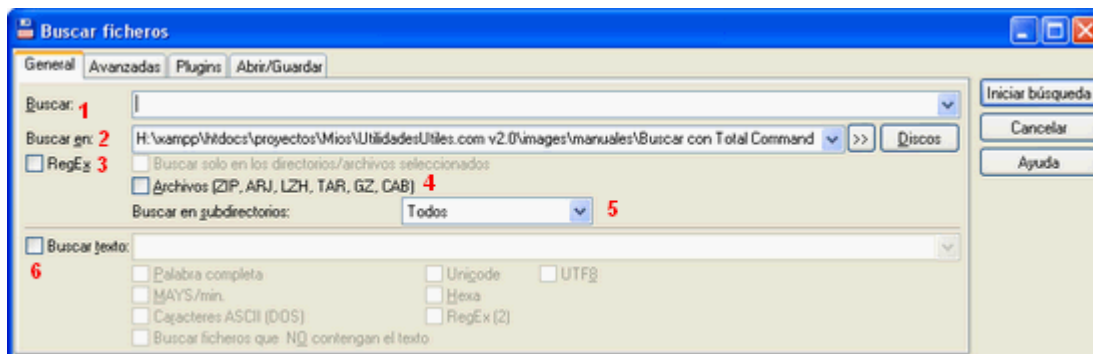 Buscar ficheros
General Avanzadas Plugins Abrir/Guardar
Buscar: 1
Iniciar búsqueda
Buscar en: 2 H:\xampp\htdocs\proyectos\Mios\UtilidadesUtiles.com v2.0\images\manuales\Buscar con Total Command >> Discos
Cancelar
RegEx 3 Buscar solo en los directorios/archivos seleccionados
Ayuda
Archivos (ZIP, ARJ, LZH, TAR, GZ, CAB) 4
Buscar en subdirectorios: Todos 5
Buscar texto:
6 Palabra completa Unicode UTF8
MAYS/min. Hexa
Caracteres ASCII (DOS) RegEx (2)
Buscar ficheros que NO contengan el texto